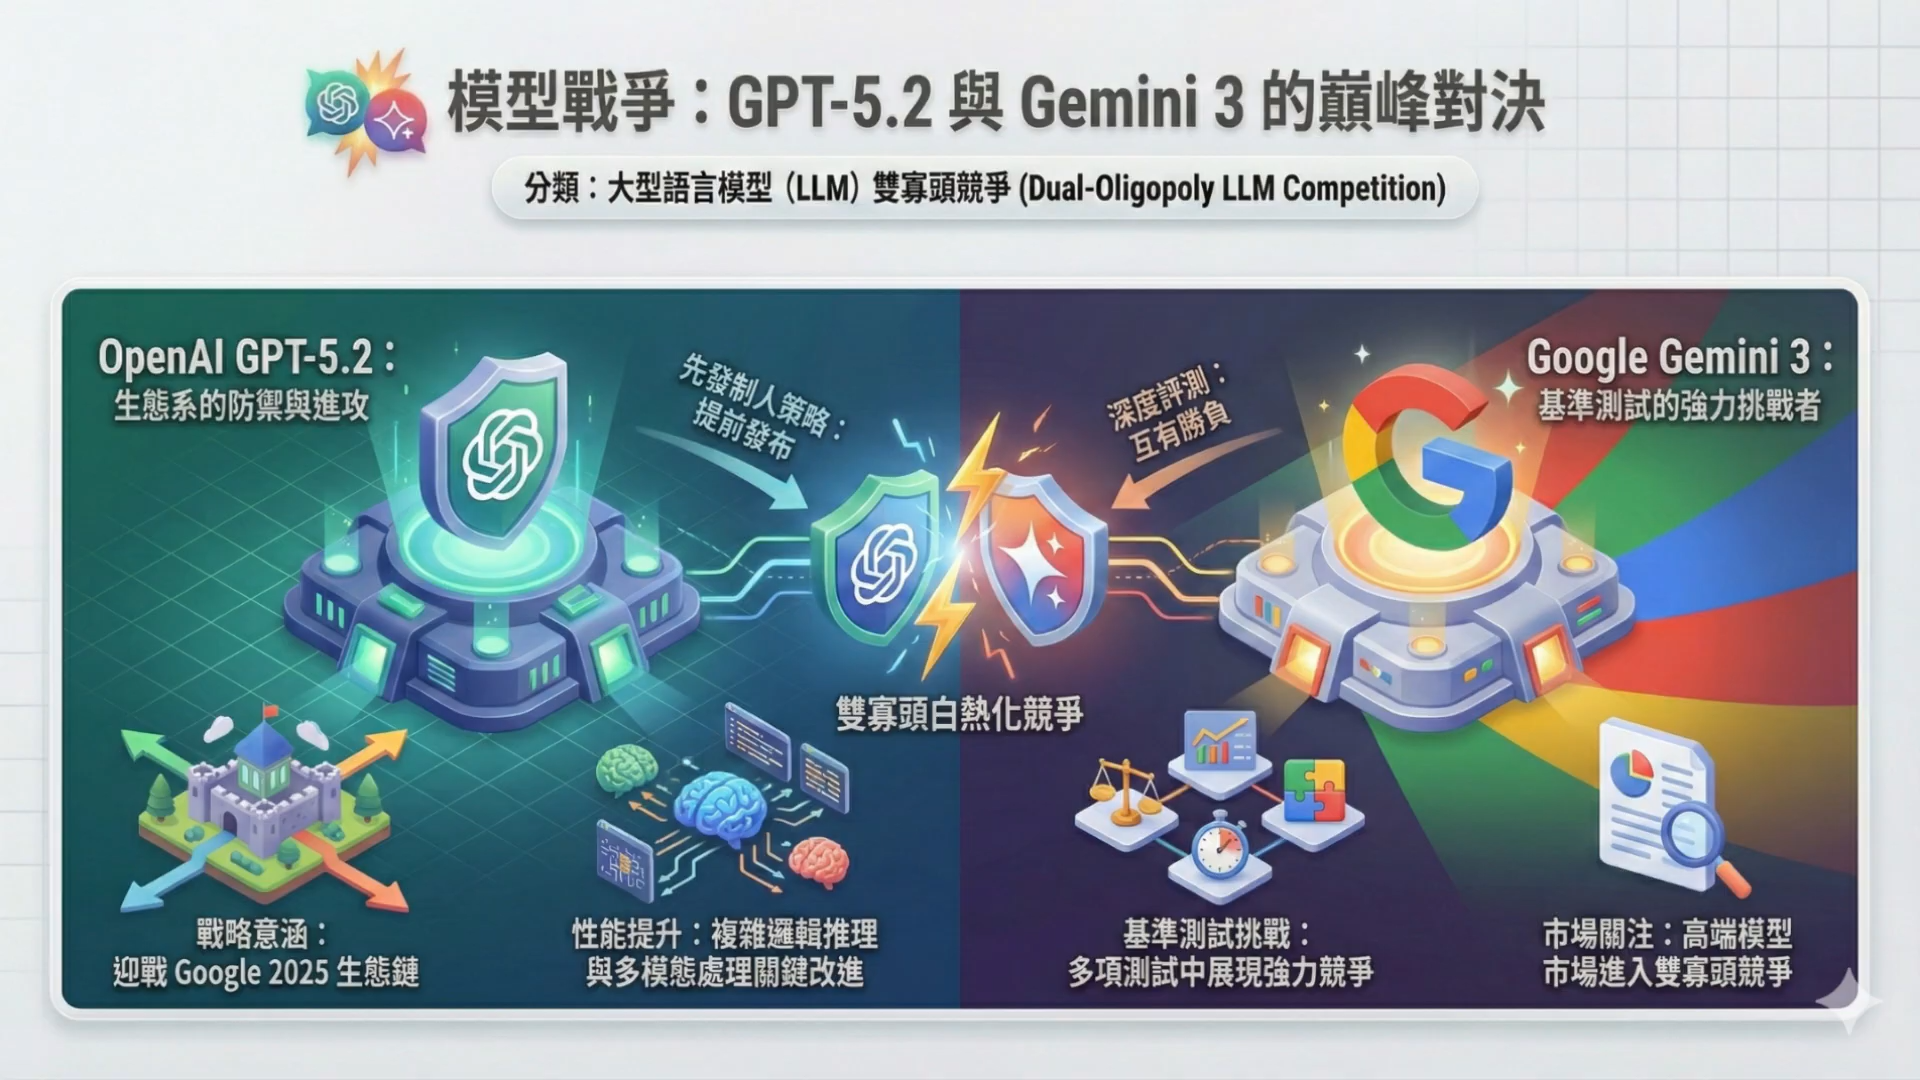 模型戰爭：GPT-5.2 與 Gemini 3 的巔峰對決
分類：大型語言模型（LLM）雙寡頭競爭 (Dual-Oligopoly LLM Competition)
OpenAI GPT-5.2：
生態系的防禦與進攻
先發制人策略：
提前發布
深度評測：
互有勝負
Google Gemini 3：
基準測試的強力挑戰者
雙寡頭白熱化競爭
戰略意涵：
迎戰 Google 2025 生態鏈
性能提升：複雜邏輯推理
與多模態處理關鍵改進
基準測試挑戰：
多項測試中展現強力競爭
市場關注：高端模型
市場進入雙寡頭競爭